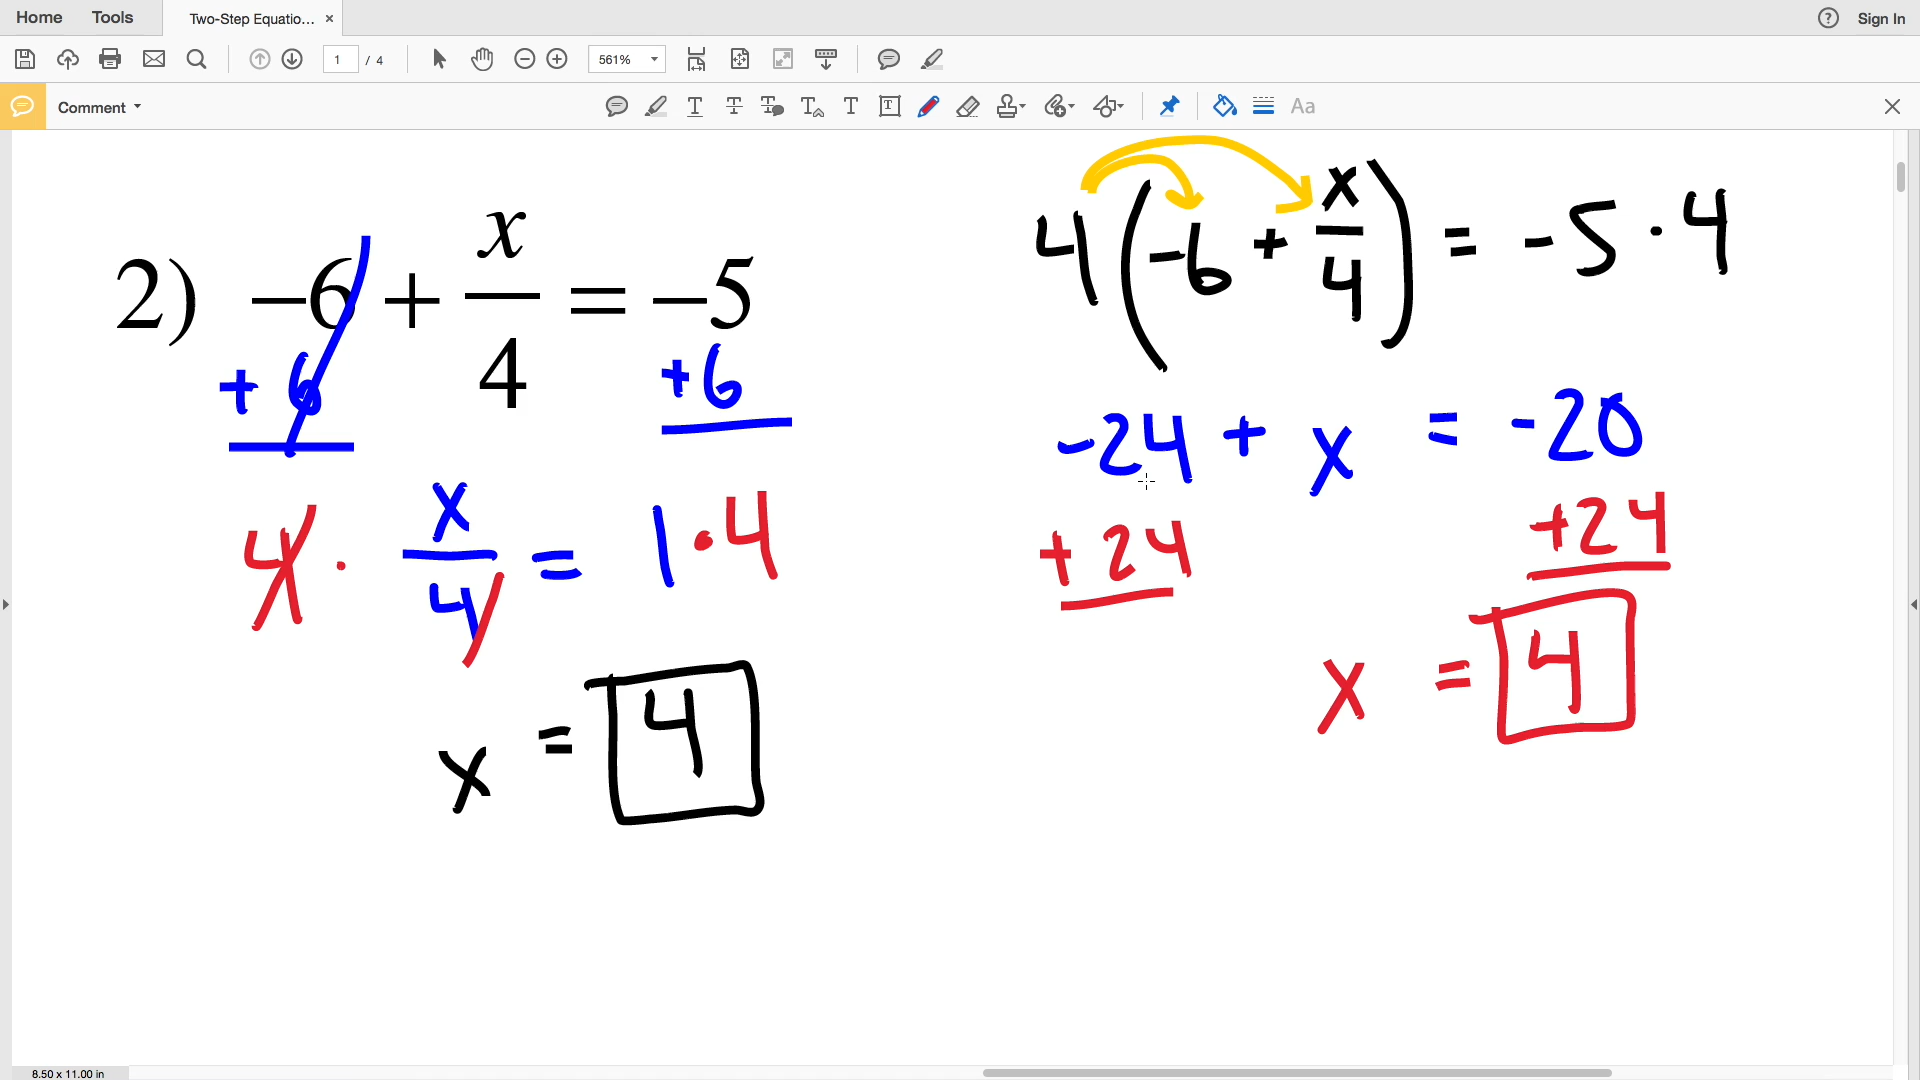 Home Tools Two-Step Equatio... × ? Sign In
1 / 4 561%
Comment T T T T T T Aa
2) −6 + x/4 = −5
+ 6 +6
4 · x/4 = 1 · 4
x = 4
4(-6 + x/4) = -5 · 4
-24 + x = -20
+ 24 +24
x = 4
8.50 x 11.00 in